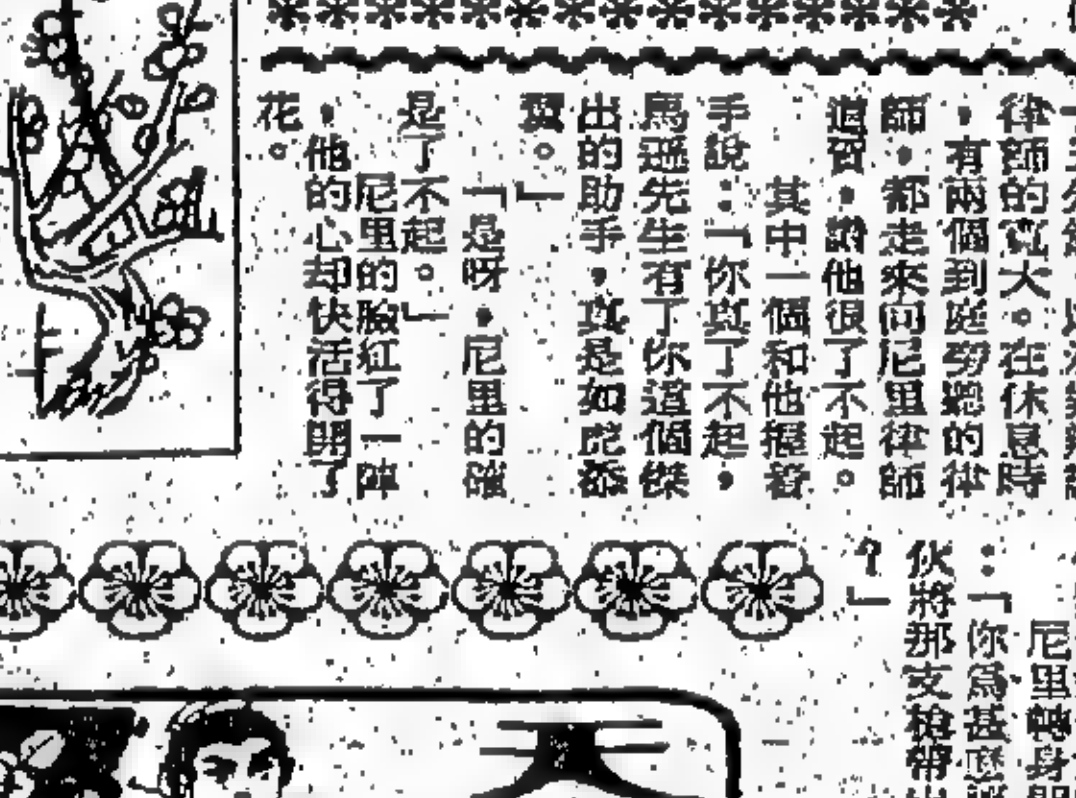 律師的寬大。在休息時
，有兩個到庭旁聽的律
師，都走來向尼里律師
道賀，讚他很了不起。
其中一個和他握着
手說：「你真了不起，
馬遜先生有了你這個傑
出的助手，真是如虎添
翼。」
「是呀，尼里的確
是了不起。」
尼里的臉紅了一陣
，他的心却快活得開了
花。
尼里轉身
：「你爲甚麼
伙將那支槍帶
？」